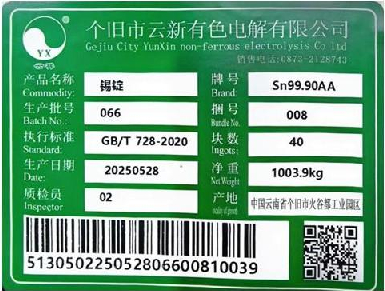 YX
个旧市云新有色电解有限公司
Gejiu City YunXin non-ferrous electrolysis Co ltd
销售电话:0873-2128743
产品名称 Commodity: 锡锭
牌号 Brand: Sn99.90AA
生产批号 Batch No.: 066
捆号 Bundle No.: 008
执行标准 Standard: GB/T 728-2020
块数 Ingots: 40
生产日期 Date: 20250528
净重 Net Weight 1003.9kg
质检员 Inspector 02
产地 中国云南省个旧市火谷都工业园区
513050225052806600810039